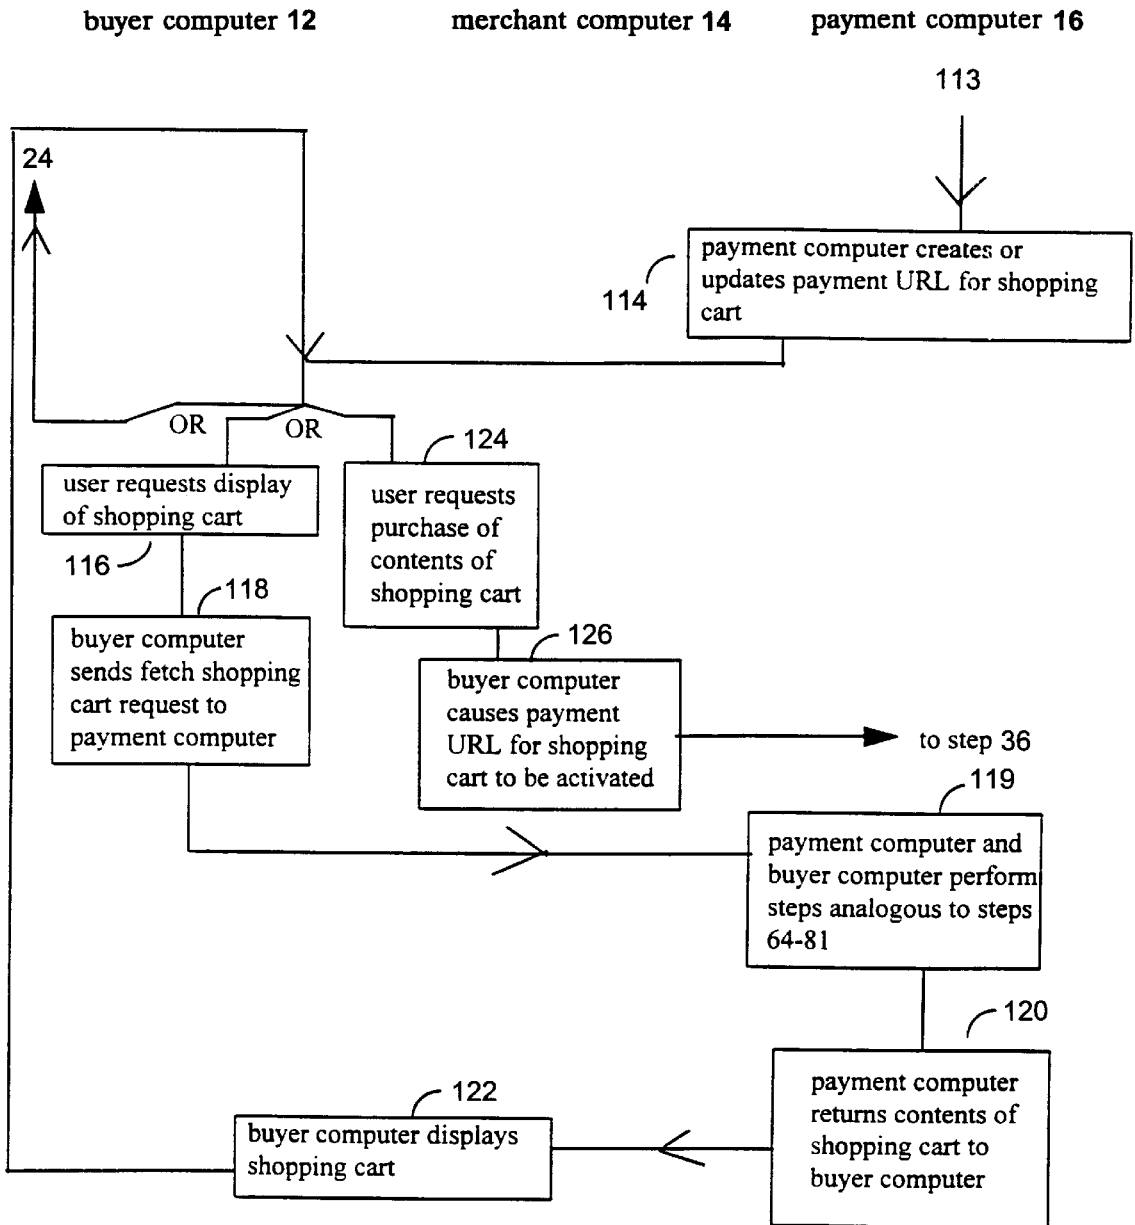 buyer computer 12
merchant computer 14
payment computer 16
113
24
payment computer creates or
updates payment URL for shopping
cart
114
OR
OR
124
user requests display
of shopping cart
116
user requests
purchase of
contents of
shopping cart
118
buyer computer
sends fetch shopping
cart request to
payment computer
126
buyer computer
causes payment
URL for shopping
cart to be activated
to step 36
119
payment computer and
buyer computer perform
steps analogous to steps
64-81
120
payment computer
returns contents of
shopping cart to
buyer computer
122
buyer computer displays
shopping cart